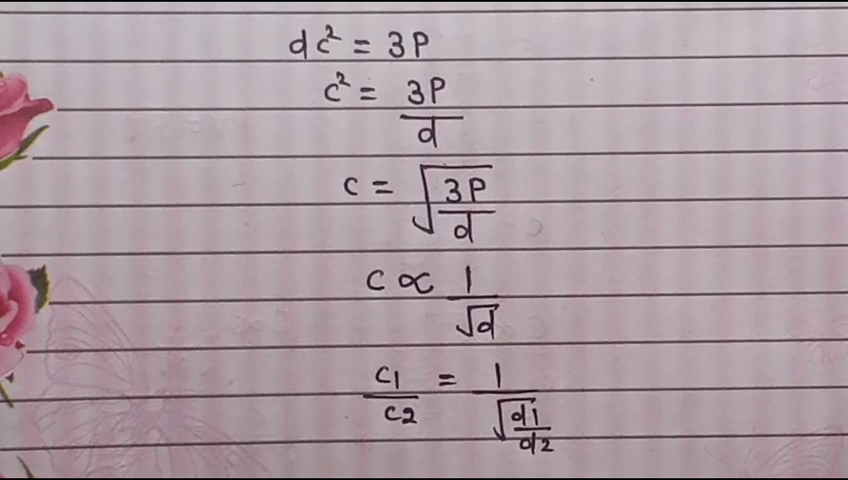 dc² = 3P
c² = 3P/d
c = √(3P/d)
c ∝ 1/√d
c1/c2 = 1/√(d1/d2)